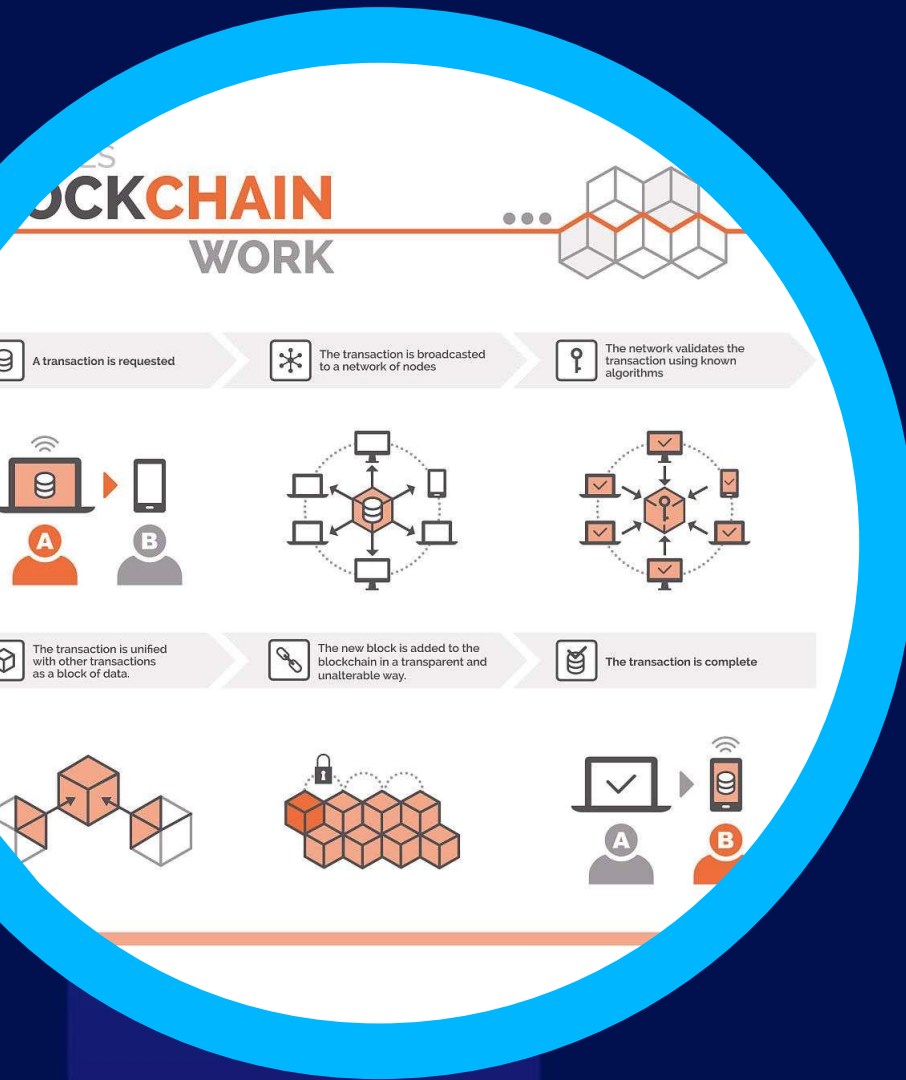 CKCHAIN
WORK
A transaction is requested
The transaction is broadcasted
to a network of nodes
The network validates the
transaction using known
algorithms
A
B
The transaction is unified
with other transactions
as a block of data.
The new block is added to the
blockchain in a transparent and
unalterable way.
The transaction is complete
A
B